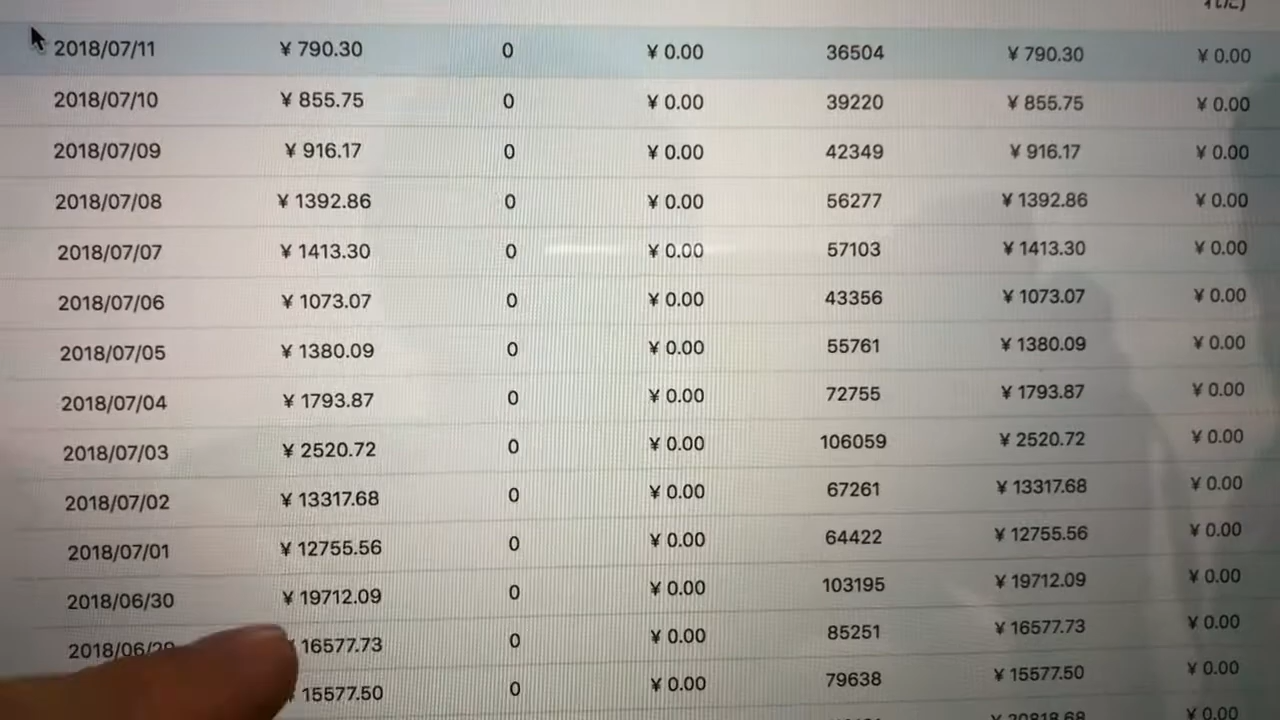 2018/07/11 ¥ 790.30 0 ¥ 0.00 36504 ¥ 790.30 ¥ 0.00
2018/07/10 ¥ 855.75 0 ¥ 0.00 39220 ¥ 855.75 ¥ 0.00
2018/07/09 ¥ 916.17 0 ¥ 0.00 42349 ¥ 916.17 ¥ 0.00
2018/07/08 ¥ 1392.86 0 ¥ 0.00 56277 ¥ 1392.86 ¥ 0.00
2018/07/07 ¥ 1413.30 0 ¥ 0.00 57103 ¥ 1413.30 ¥ 0.00
2018/07/06 ¥ 1073.07 0 ¥ 0.00 43356 ¥ 1073.07 ¥ 0.00
2018/07/05 ¥ 1380.09 0 ¥ 0.00 55761 ¥ 1380.09 ¥ 0.00
2018/07/04 ¥ 1793.87 0 ¥ 0.00 72755 ¥ 1793.87 ¥ 0.00
2018/07/03 ¥ 2520.72 0 ¥ 0.00 106059 ¥ 2520.72 ¥ 0.00
2018/07/02 ¥ 13317.68 0 ¥ 0.00 67261 ¥ 13317.68 ¥ 0.00
2018/07/01 ¥ 12755.56 0 ¥ 0.00 64422 ¥ 12755.56 ¥ 0.00
2018/06/30 ¥ 19712.09 0 ¥ 0.00 103195 ¥ 19712.09 ¥ 0.00
2018/06/29 16577.73 0 ¥ 0.00 85251 ¥ 16577.73 ¥ 0.00
15577.50 0 ¥ 0.00 79638 ¥ 15577.50 ¥ 0.00
¥ 20818.68 ¥ 0.00